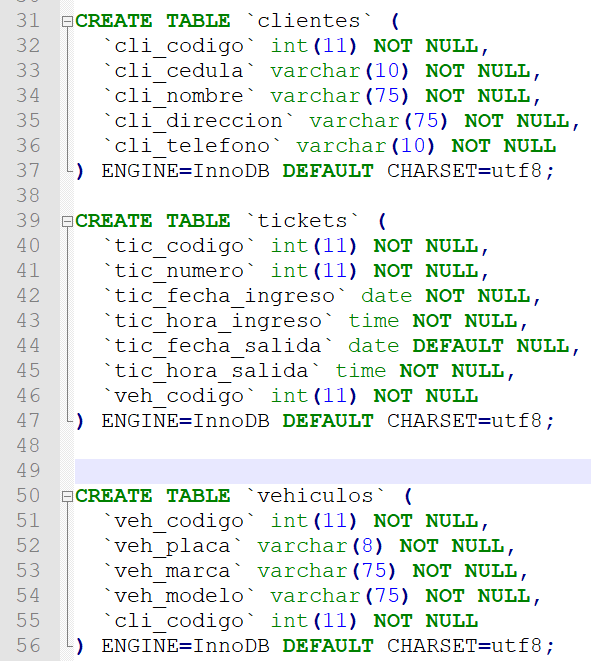 31 CREATE TABLE `clientes` (
32 `cli_codigo` int(11) NOT NULL,
33 `cli_cedula` varchar(10) NOT NULL,
34 `cli_nombre` varchar(75) NOT NULL,
35 `cli_direccion` varchar(75) NOT NULL,
36 `cli_telefono` varchar(10) NOT NULL
37 ) ENGINE=InnoDB DEFAULT CHARSET=utf8;
38
39 CREATE TABLE `tickets` (
40 `tic_codigo` int(11) NOT NULL,
41 `tic_numero` int(11) NOT NULL,
42 `tic_fecha_ingreso` date NOT NULL,
43 `tic_hora_ingreso` time NOT NULL,
44 `tic_fecha_salida` date DEFAULT NULL,
45 `tic_hora_salida` time NOT NULL,
46 `veh_codigo` int(11) NOT NULL
47 ) ENGINE=InnoDB DEFAULT CHARSET=utf8;
48
49
50 CREATE TABLE `vehiculos` (
51 `veh_codigo` int(11) NOT NULL,
52 `veh_placa` varchar(8) NOT NULL,
53 `veh_marca` varchar(75) NOT NULL,
54 `veh_modelo` varchar(75) NOT NULL,
55 `cli_codigo` int(11) NOT NULL
56 ) ENGINE=InnoDB DEFAULT CHARSET=utf8;